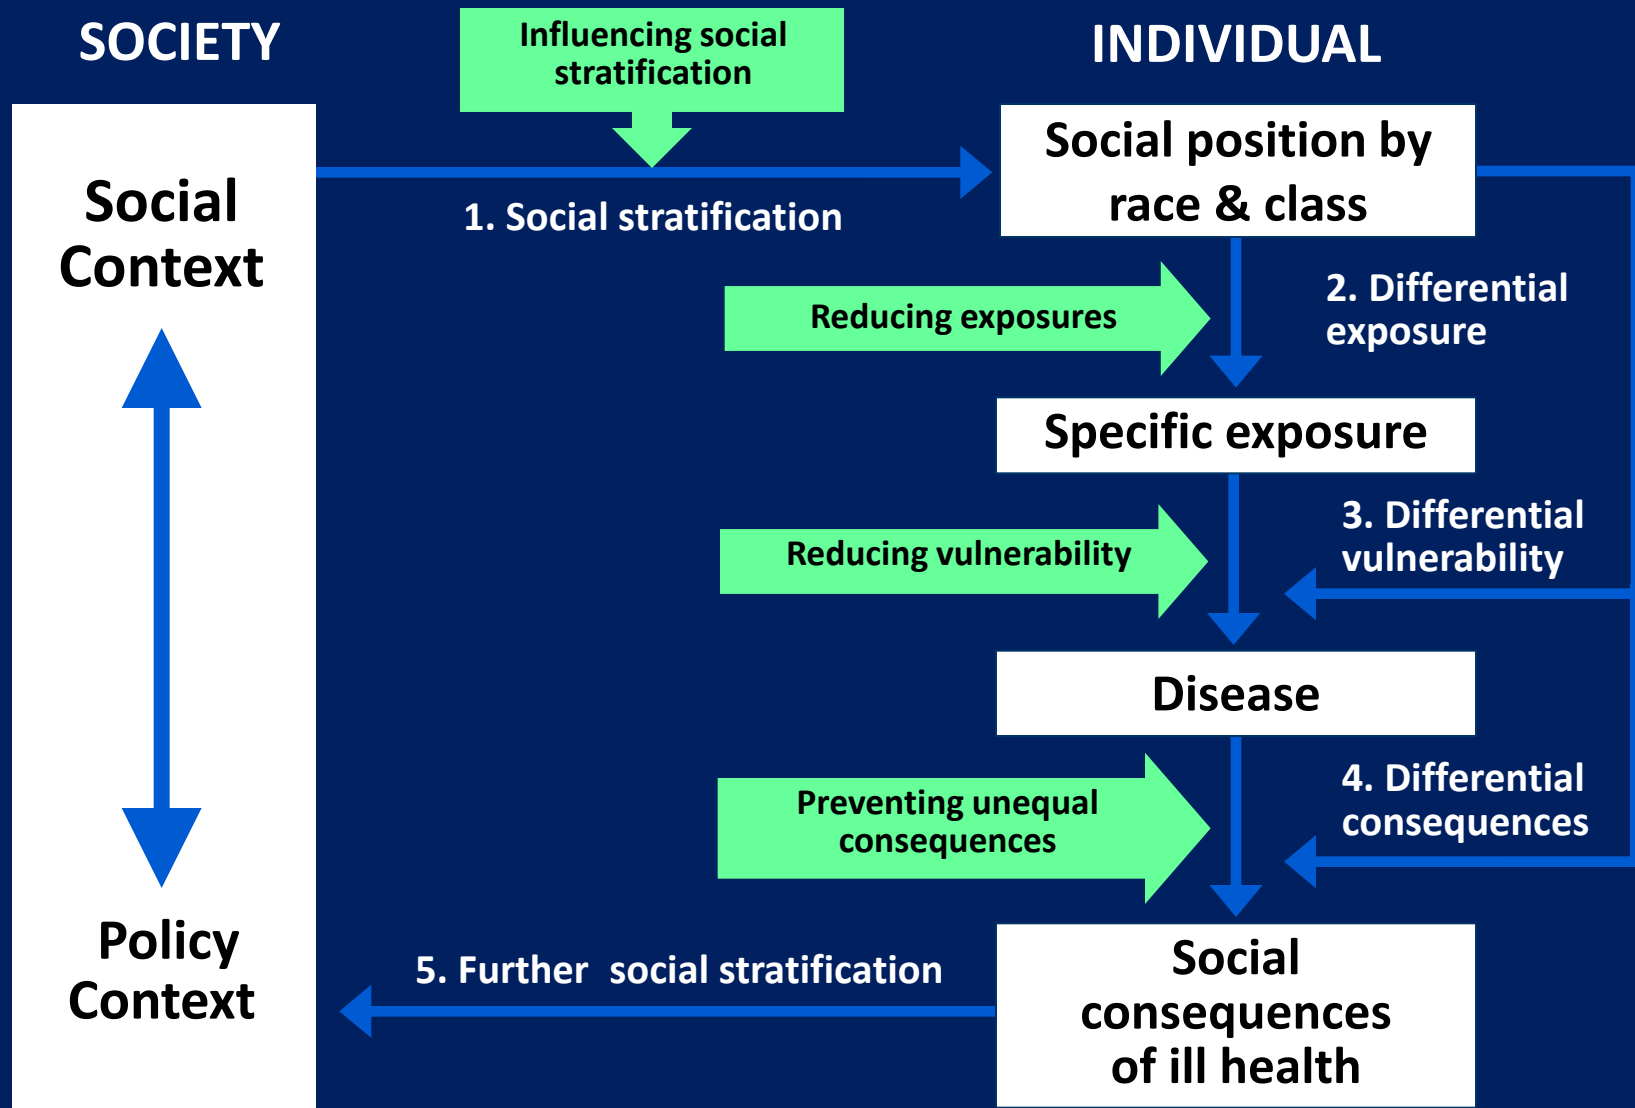 SOCIETY
Influencing social
stratification
INDIVIDUAL
Social
Context
1. Social stratification
Social position by
race & class
Reducing exposures
2. Differential
exposure
Specific exposure
Reducing vulnerability
3. Differential
vulnerability
Disease
Preventing unequal
consequences
4. Differential
consequences
Policy
Context
5. Further  social stratification
Social
consequences
of ill health